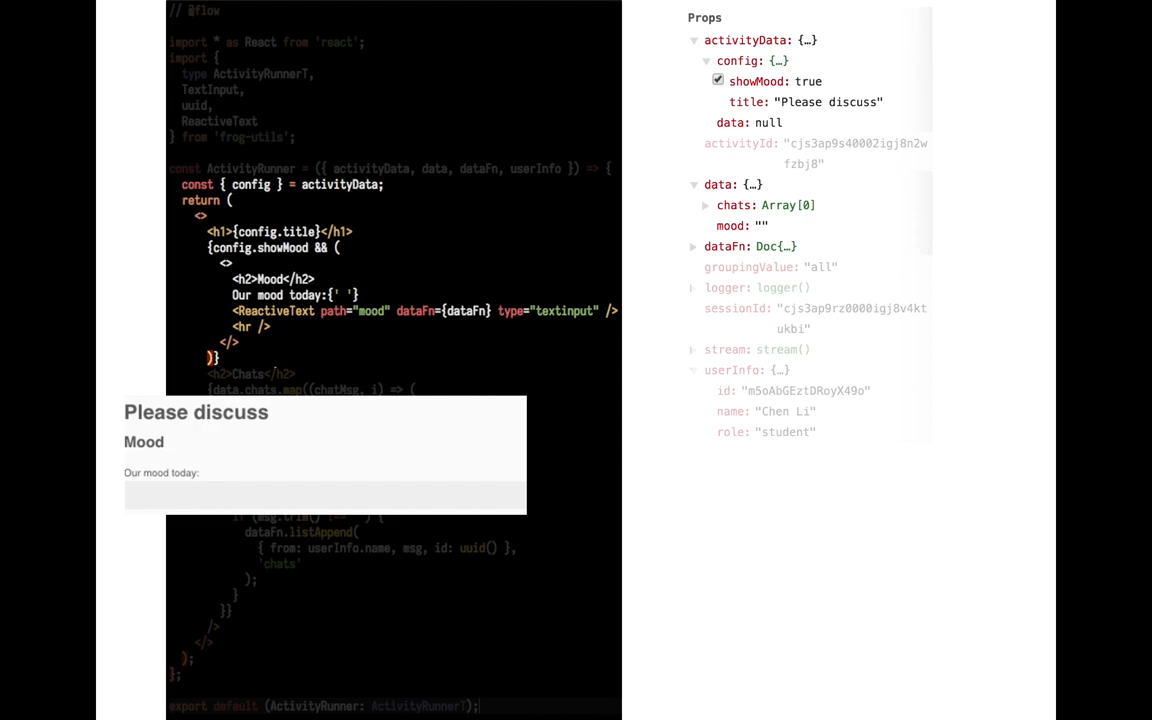 // @flow
import * as React from 'react';
import {
type ActivityRunnerT,
TextInput,
uuid,
ReactiveText
} from 'frog-utils';
const ActivityRunner = ({ activityData, data, dataFn, userInfo }) => {
const { config } = activityData;
return (
<>
<h1>{config.title}</h1>
{config.showMood && (
<>
<h2>Mood</h2>
Our mood today:{' '}
<ReactiveText path="mood" dataFn={dataFn} type="textinput" />
<hr />
</>
)}
<h2>Chats</h2>
{data.chats.map((chatMsg, i) => (
Please discuss
Mood
Our mood today:
dataFn.listAppend(
{ from: userInfo.name, msg, id: uuid() },
'chats'
);
}
}}
/>
</>
);
};
export default (ActivityRunner: ActivityRunnerT);
Props
activityData: {…}
config: {…}
showMood: true
title: "Please discuss"
data: null
activityId: "cjs3ap9s40002igj8n2w
fzbj8"
data: {…}
chats: Array[0]
mood: ""
dataFn: Doc{…}
groupingValue: "all"
logger: logger()
sessionId: "cjs3ap9rz0000igj8v4kt
ukbi"
stream: stream()
userInfo: {…}
id: "m5oAbGEztDRoyX49o"
name: "Chen Li"
role: "student"